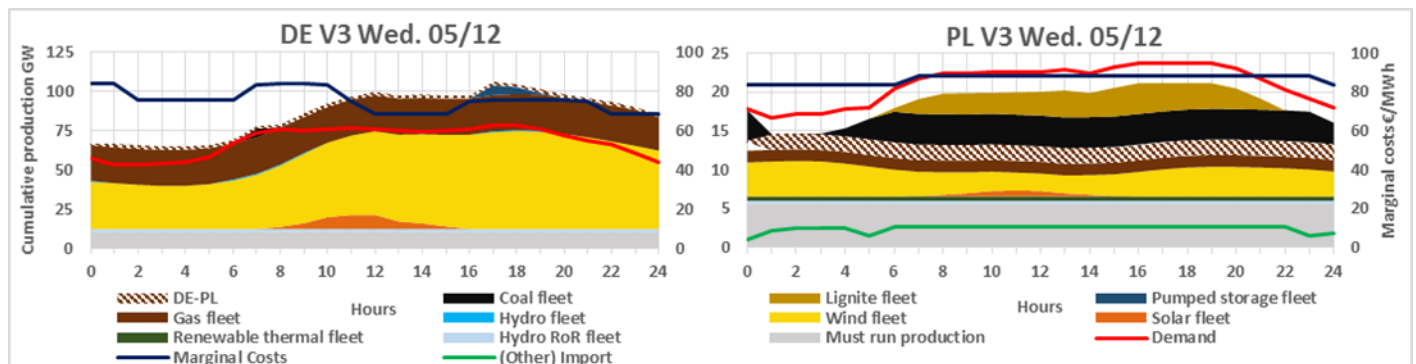 DE V3 Wed. 05/12
Cumulative production GW
125
100
75
50
25
0
100
80
60
40
20
0
0 2 4 6 8 10 12 14 16 18 20 22 24
Hours
DE-PL
Coal fleet
Gas fleet
Hydro fleet
Renewable thermal fleet
Hydro RoR fleet
Marginal Costs
(Other) Import
PL V3 Wed. 05/12
25
20
15
10
5
0
100
80
60
40
20
0
Marginal costs €/MWh
0 2 4 6 8 10 12 14 16 18 20 22 24
Hours
Lignite fleet
Pumped storage fleet
Wind fleet
Solar fleet
Must run production
Demand